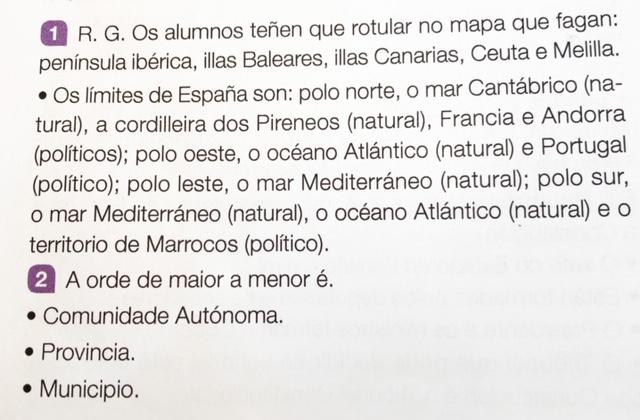 1 R. G. Os alumnos teñen que rotular no mapa que fagan:
península ibérica, illas Baleares, illas Canarias, Ceuta e Melilla.
• Os límites de España son: polo norte, o mar Cantábrico (na-
tural), a cordilleira dos Pireneos (natural), Francia e Andorra
(políticos); polo oeste, o océano Atlántico (natural) e Portugal
(político); polo leste, o mar Mediterráneo (natural); polo sur,
o mar Mediterráneo (natural), o océano Atlántico (natural) e o
territorio de Marrocos (político).
2 A orde de maior a menor é.
• Comunidade Autónoma.
• Provincia.
• Municipio.